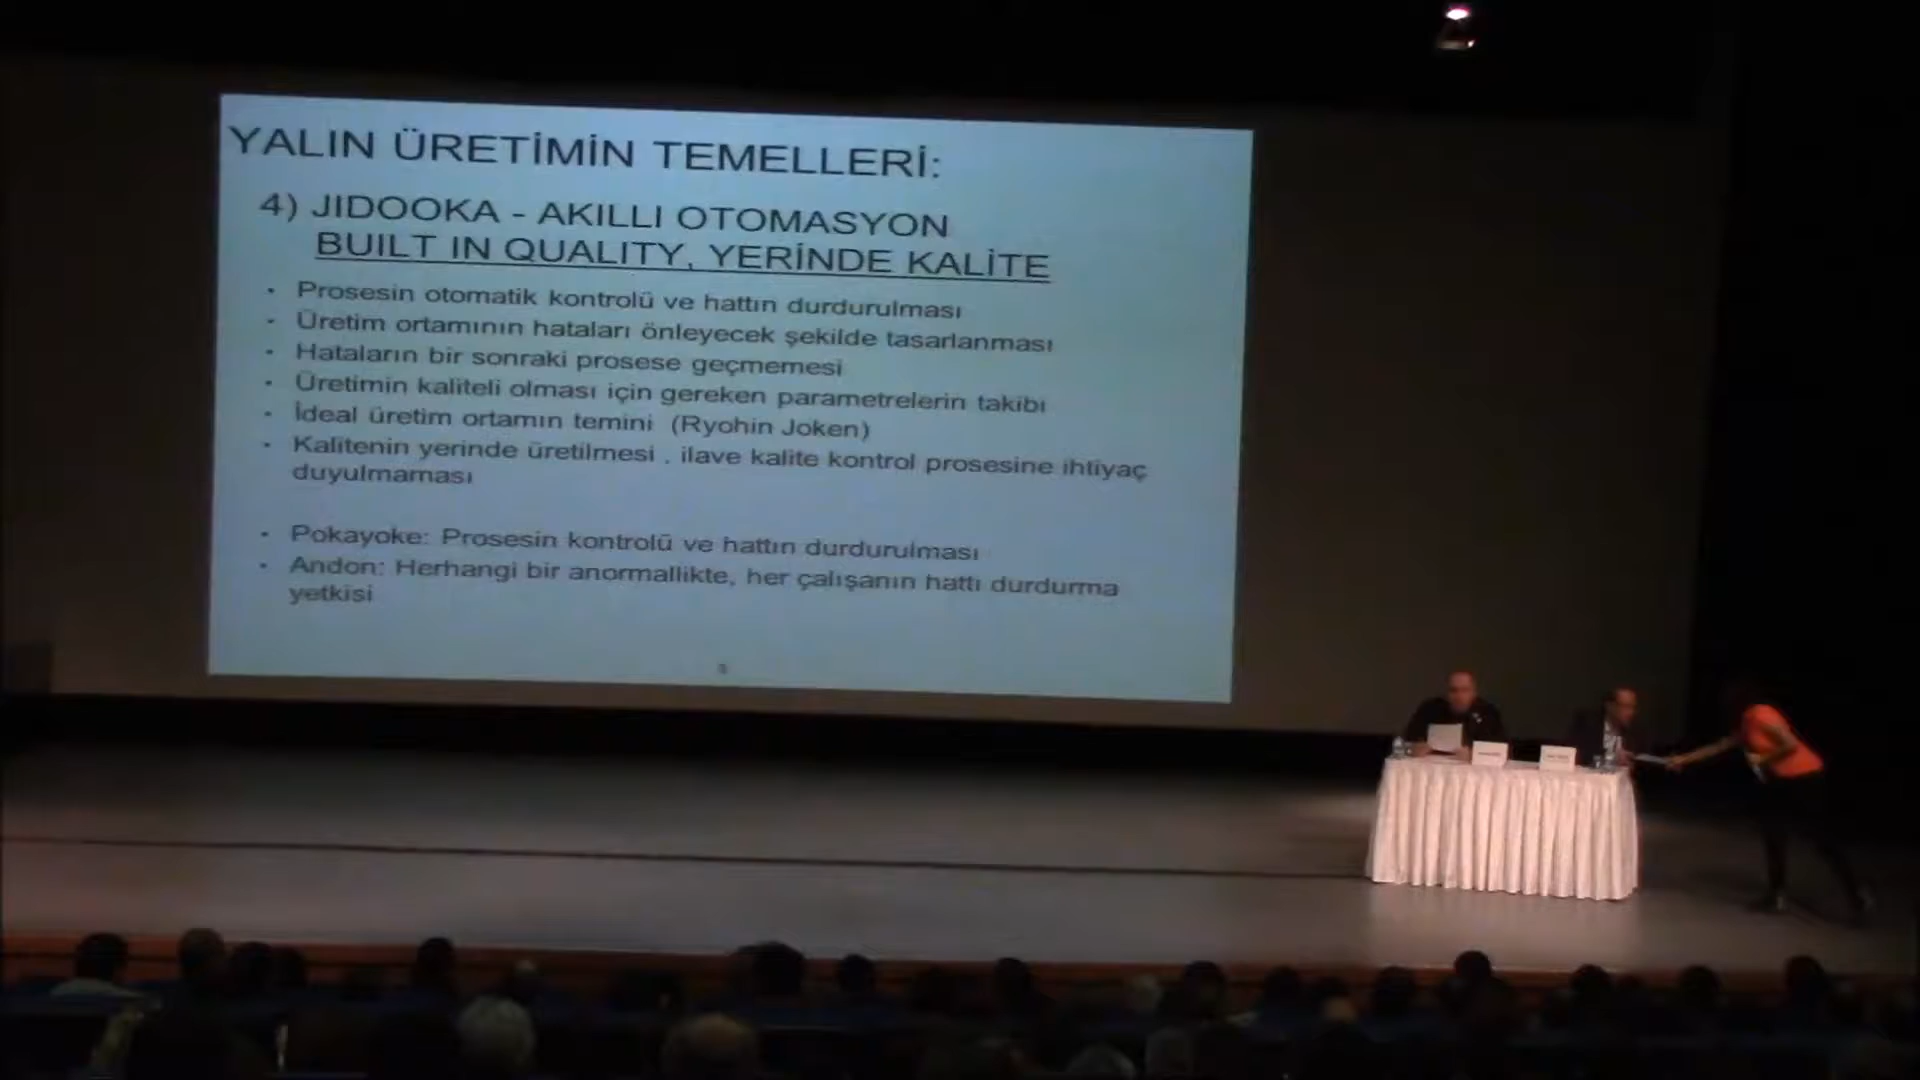 YALIN ÜRETİMİN TEMELLERİ:
4) JIDOOKA - AKILLI OTOMASYON
BUILT IN QUALITY, YERİNDE KALİTE
• Prosesin otomatik kontrolü ve hattın durdurulması
• Üretim ortamının hataları önleyecek şekilde tasarlanması
• Hataların bir sonraki prosese geçmemesi
• Üretimin kaliteli olması için gereken parametrelerin takibi
• İdeal üretim ortamın temini (Ryohin Joken)
• Kalitenin yerinde üretilmesi , ilave kalite kontrol prosesine ihtiyaç
duyulmaması
• Pokayoke: Prosesin kontrolü ve hattın durdurulması
• Andon: Herhangi bir anormallikte, her çalışanın hattı durdurma
yetkisi